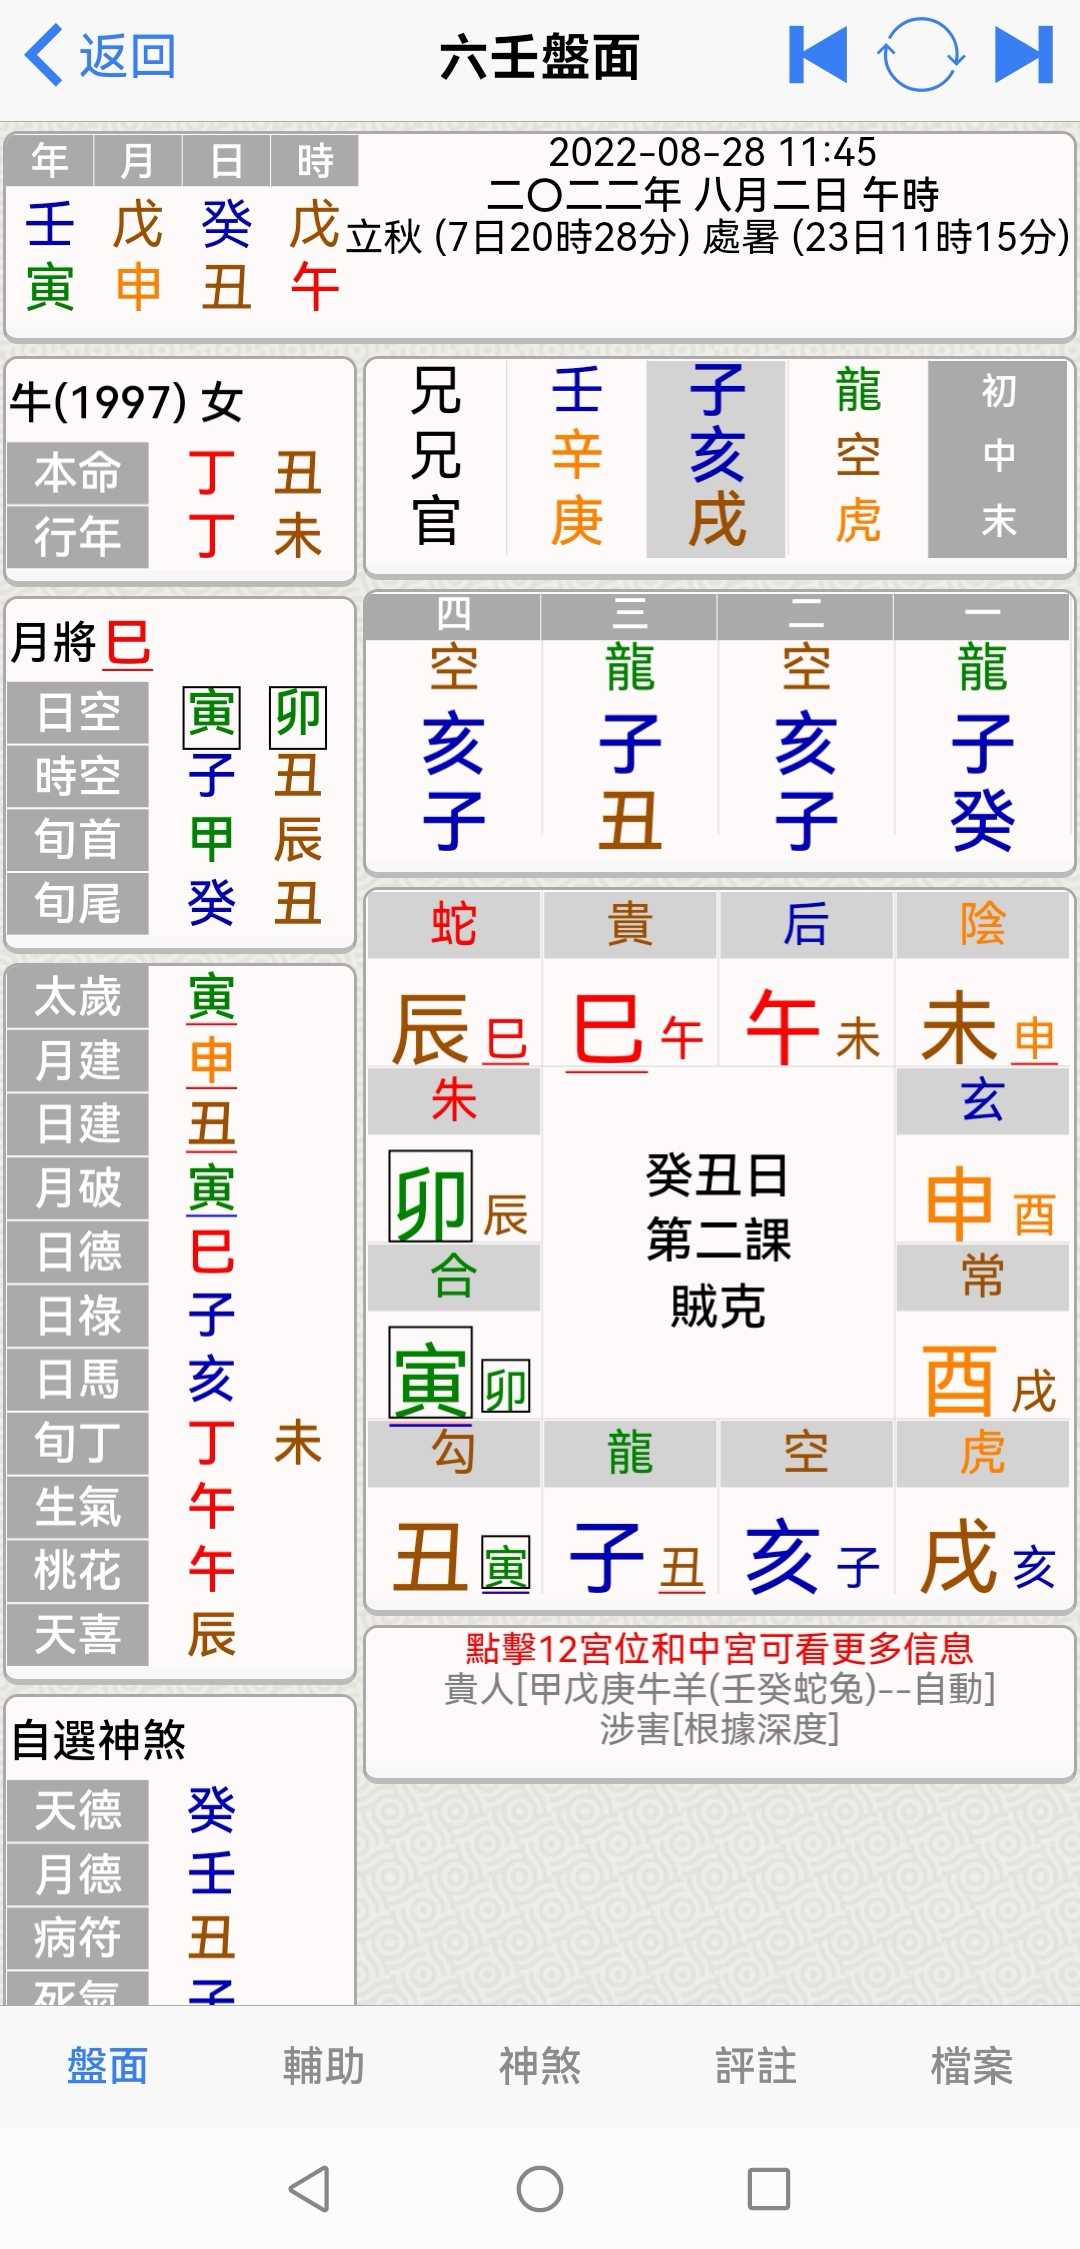 返回
六壬盤面
年 月 日 時
壬 戊 癸 戊
寅 申 丑 午
2022-08-28 11:45
二〇二二年 八月二日 午時
立秋 (7日20時28分) 處暑 (23日11時15分)
牛(1997) 女
本命 丁 丑
行年 丁 未
兄 壬 子 龍 初
兄 辛 亥 空 中
官 庚 戌 虎 末
月將 巳
日空 寅 卯
時空 子 丑
旬首 甲 辰
旬尾 癸 丑
四 三 二 一
空 龍 空 龍
亥 子 亥 子
子 丑 子 癸
太歲 寅
月建 申
日建 丑
月破 寅
日德 巳
日祿 子
日馬 亥
旬丁 丁 未
生氣 午
桃花 午
天喜 辰
蛇 貴 后 陰
辰 巳 巳 午 午 未 未 申
朱 玄
卯 辰 申 酉
合 常
寅 卯 酉 戌
癸丑日
第二課
賊克
勾 龍 空 虎
丑 寅 子 丑 亥 子 戌 亥
點擊12宮位和中宮可看更多信息
貴人[甲戊庚牛羊(壬癸蛇兔)--自動]
涉害[根據深度]
自選神煞
天德 癸
月德 壬
病符 丑
死氣 子
盤面 輔助 神煞 評註 檔案